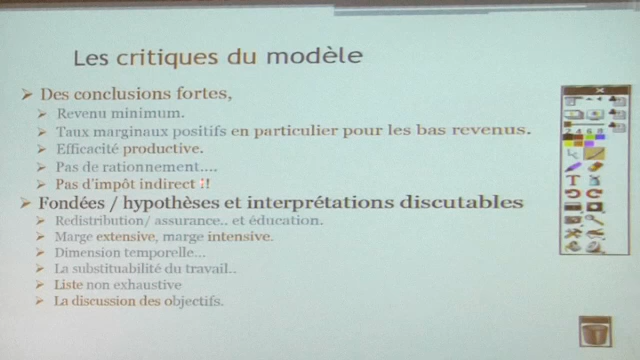 Les critiques du modèle
Des conclusions fortes,
Revenu minimum.
Taux marginaux positifs en particulier pour les bas revenus.
Efficacité productive.
Pas de rationnement....
Pas d'impôt indirect !!
Fondées / hypothèses et interprétations discutables
Redistribution/ assurance.. et éducation.
Marge extensive, marge intensive.
Dimension temporelle...
La substituabilité du travail..
Liste non exhaustive
La discussion des objectifs.